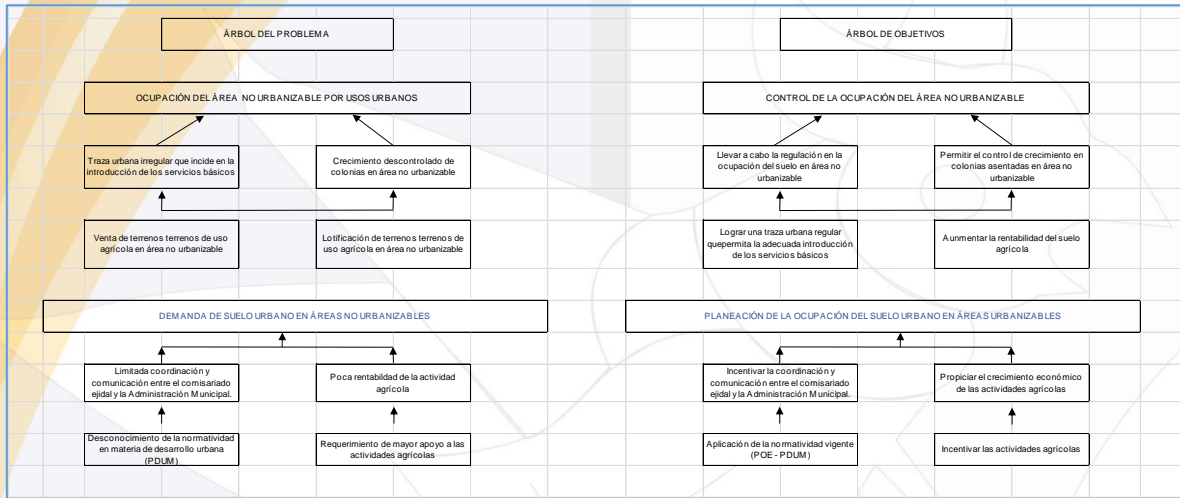 ÁRBOL DEL PROBLEMA
OCUPACIÓN DEL ÁREA NO URBANIZABLE POR USOS URBANOS
Traza urbana irregular que incide en la
introducción de los servicios básicos
Crecimiento descontrolado de
colonias en área no urbanizable
Venta de terrenos terrenos de uso
agrícola en área no urbanizable
Lotificación de terrenos terrenos de
uso agrícola en área no urbanizable
DEMANDA DE SUELO URBANO EN ÁREAS NO URBANIZABLES
Limitada coordinación y
comunicación entre el comisariado
ejidal y la Administración Municipal.
Poca rentabildad de la actividad
agrícola
Desconocimiento de la normatividad
en materia de desarrollo urbana
(PDUM)
Requerimiento de mayor apoyo a las
actividades agrícolas
ÁRBOL DE OBJETIVOS
CONTROL DE LA OCUPACIÓN DEL ÁREA NO URBANIZABLE
Llevar a cabo la regulación en la
ocupación del suelo en área no
urbanizable
Permitir el control de crecimiento en
colonias asentadas en área no
urbanizable
Lograr una traza urbana regular
quepermita la adecuada introducción
de los servicios básicos
Aunmentar la rentabilidad del suelo
agrícola
PLANEACIÓN DE LA OCUPACIÓN DEL SUELO URBANO EN ÁREAS URBANIZABLES
Incentivar la coordinación y
comunicación entre el comisariado
ejidal y la Administración Municipal.
Propiciar el crecimiento económico
de las actividades agrícolas
Aplicación de la normatividad vigente
(POE - PDUM)
Incentivar las actividades agrícolas